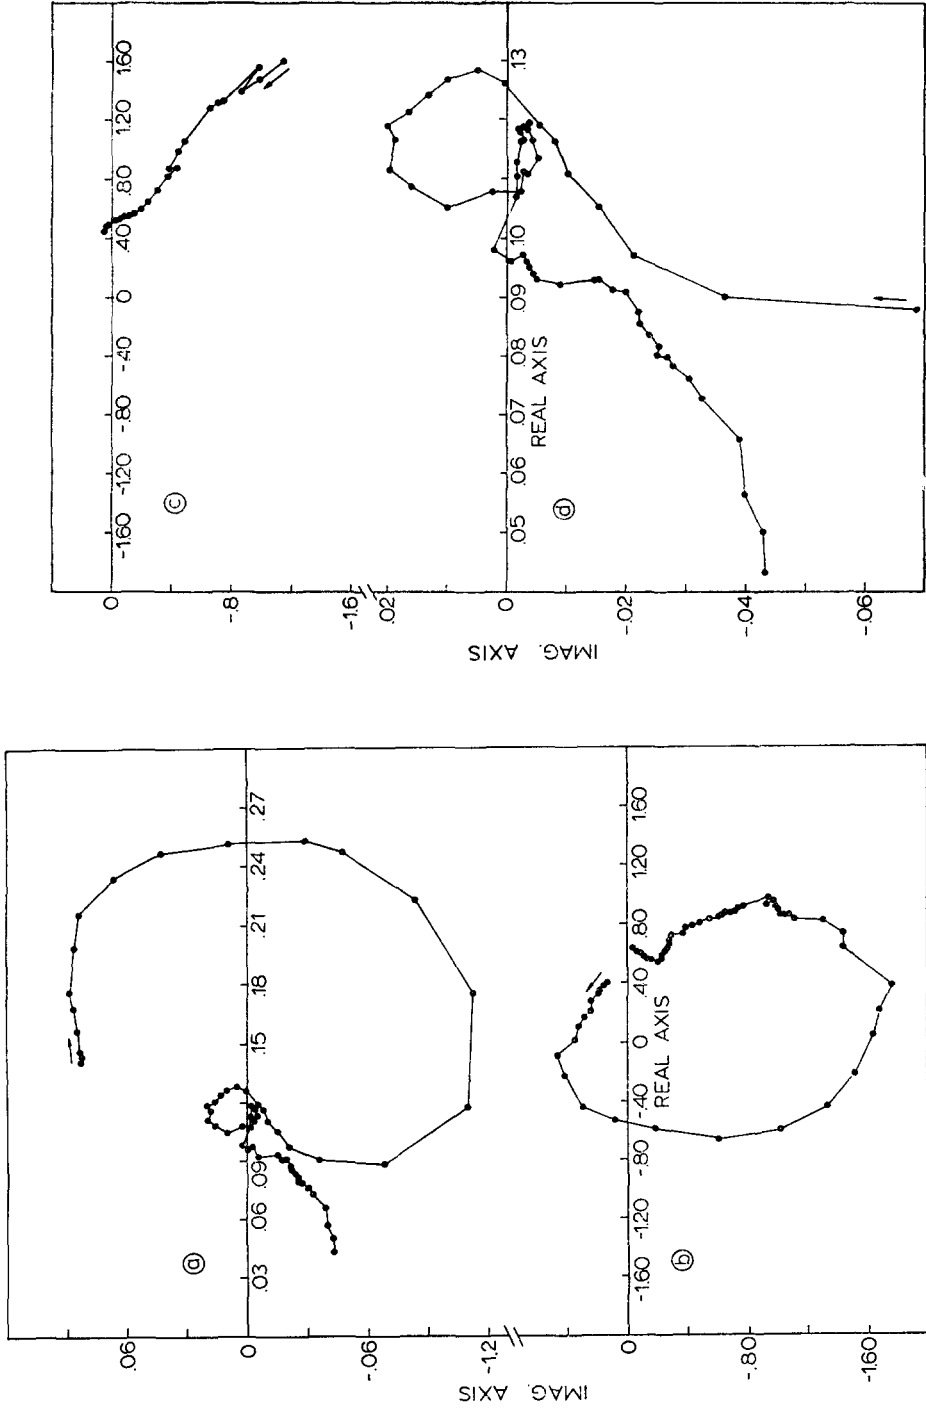 .06
0
-.06
-1.2
IMAG. AXIS
ⓐ
.03 .06 .09 .15 .18 .21 .24 .27
0
-.80
-1.60
ⓑ
-1.60 -1.20 -.80 -.40 0 .40 .80 1.20 1.60
REAL AXIS
0
-.8
-1.6
IMAG. AXIS
ⓒ
-1.60 -1.20 -.80 -.40 0 .40 .80 1.20 1.60
.02
0
-.02
-.04
-.06
ⓓ
.05 .06 .07 .08 .09 .10 .13
REAL AXIS